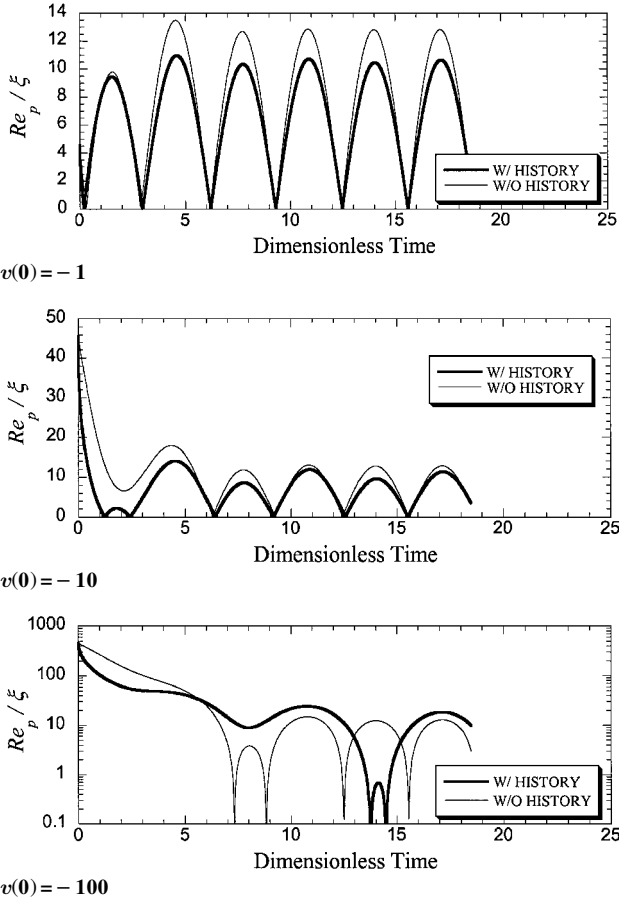 14
12
10
8
6
4
2
0
Re_p / ξ
W/ HISTORY
W/O HISTORY
0 5 10 15 20 25
Dimensionless Time
v(0) = − 1
50
40
30
20
10
0
Re_p / ξ
W/ HISTORY
W/O HISTORY
0 5 10 15 20 25
Dimensionless Time
v(0) = − 10
1000
100
10
1
0.1
Re_p / ξ
W/ HISTORY
W/O HISTORY
0 5 10 15 20 25
Dimensionless Time
v(0) = − 100